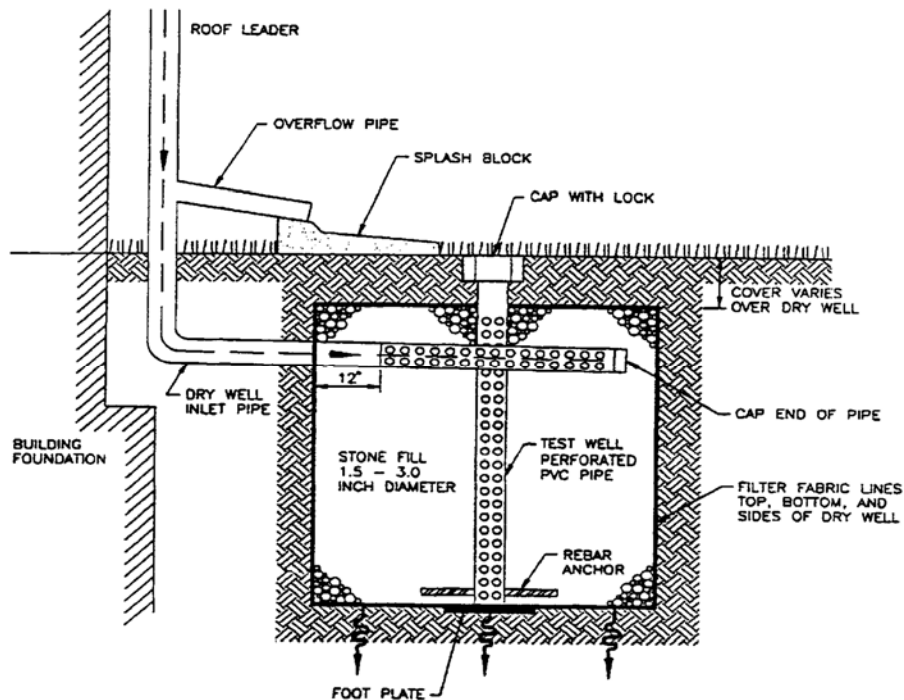 ROOF LEADER
OVERFLOW PIPE
SPLASH BLOCK
CAP WITH LOCK
COVER VARIES
OVER DRY WELL
12"
DRY WELL
INLET PIPE
CAP END OF PIPE
BUILDING
FOUNDATION
STONE FILL
1.5 – 3.0
INCH DIAMETER
TEST WELL
PERFORATED
PVC PIPE
FILTER FABRIC LINES
TOP, BOTTOM, AND
SIDES OF DRY WELL
REBAR
ANCHOR
FOOT PLATE